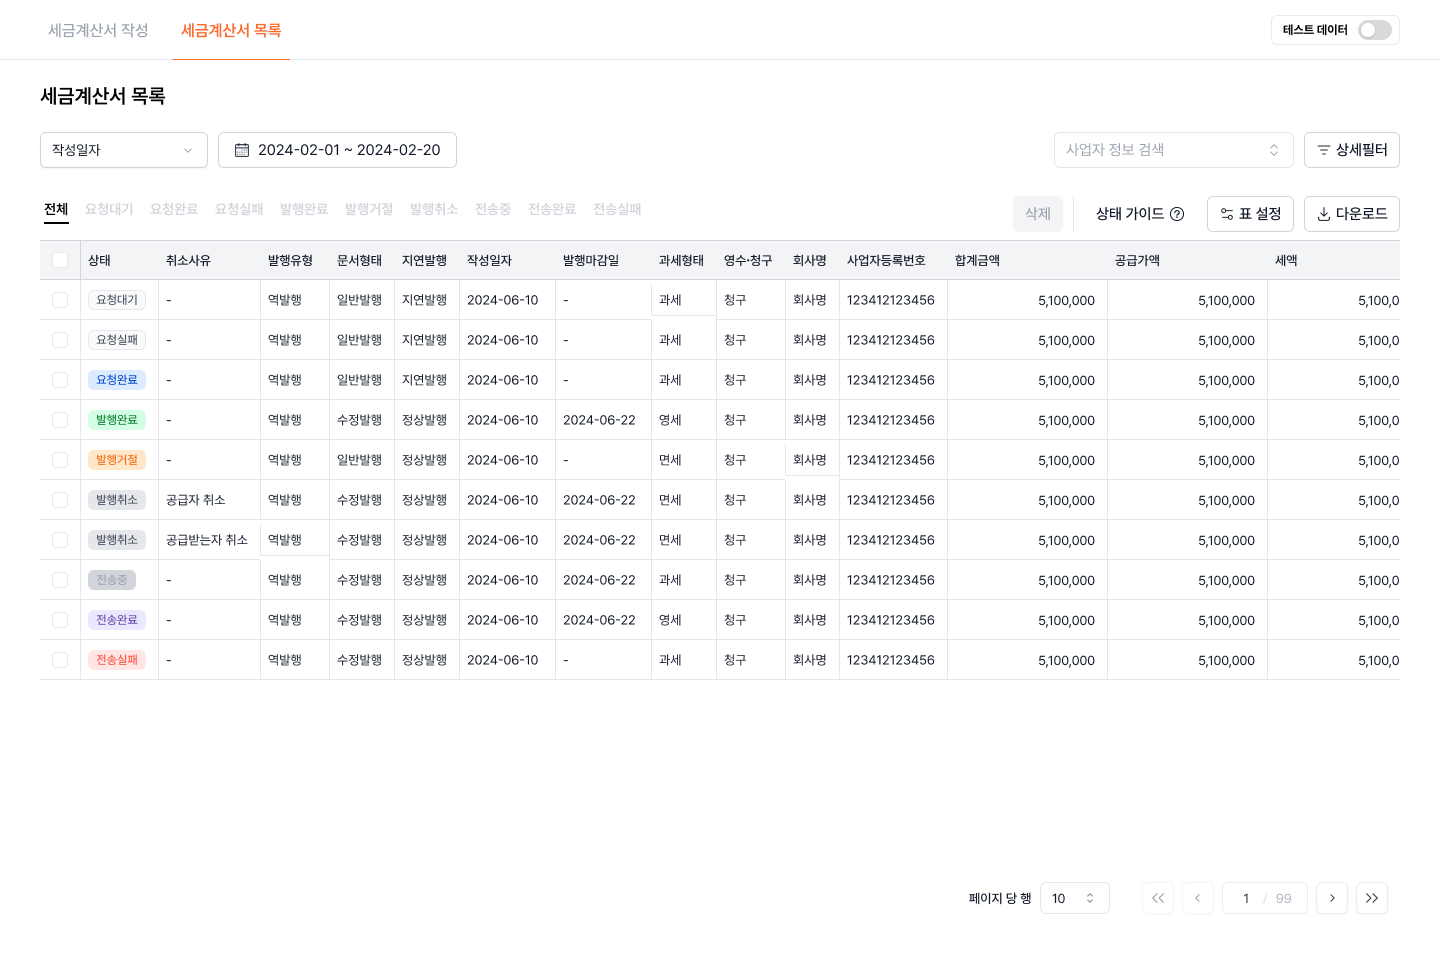 세금계산서 작성 세금계산서 목록 테스트 데이터
세금계산서 목록
작성일자 2024-02-01 ~ 2024-02-20 사업자 정보 검색 상세필터
전체 요청대기 요청완료 요청실패 발행완료 발행거절 발행취소 전송중 전송완료 전송실패 삭제 상태 가이드 표 설정 다운로드
상태 취소사유 발행유형 문서형태 지연발행 작성일자 발행마감일 과세형태 영수·청구 회사명 사업자등록번호 합계금액 공급가액 세액
요청대기 - 역발행 일반발행 지연발행 2024-06-10 - 과세 청구 회사명 123412123456 5,100,000 5,100,000 5,100,0
요청실패 - 역발행 일반발행 지연발행 2024-06-10 - 과세 청구 회사명 123412123456 5,100,000 5,100,000 5,100,0
요청완료 - 역발행 일반발행 지연발행 2024-06-10 - 과세 청구 회사명 123412123456 5,100,000 5,100,000 5,100,0
발행완료 - 역발행 수정발행 정상발행 2024-06-10 2024-06-22 영세 청구 회사명 123412123456 5,100,000 5,100,000 5,100,0
발행거절 - 역발행 일반발행 정상발행 2024-06-10 - 면세 청구 회사명 123412123456 5,100,000 5,100,000 5,100,0
발행취소 공급자 취소 역발행 수정발행 정상발행 2024-06-10 2024-06-22 면세 청구 회사명 123412123456 5,100,000 5,100,000 5,100,0
발행취소 공급받는자 취소 역발행 수정발행 정상발행 2024-06-10 2024-06-22 면세 청구 회사명 123412123456 5,100,000 5,100,000 5,100,0
전송중 - 역발행 수정발행 정상발행 2024-06-10 2024-06-22 과세 청구 회사명 123412123456 5,100,000 5,100,000 5,100,0
전송완료 - 역발행 수정발행 정상발행 2024-06-10 2024-06-22 영세 청구 회사명 123412123456 5,100,000 5,100,000 5,100,0
전송실패 - 역발행 수정발행 정상발행 2024-06-10 - 과세 청구 회사명 123412123456 5,100,000 5,100,000 5,100,0
페이지 당 행 10 1 / 99